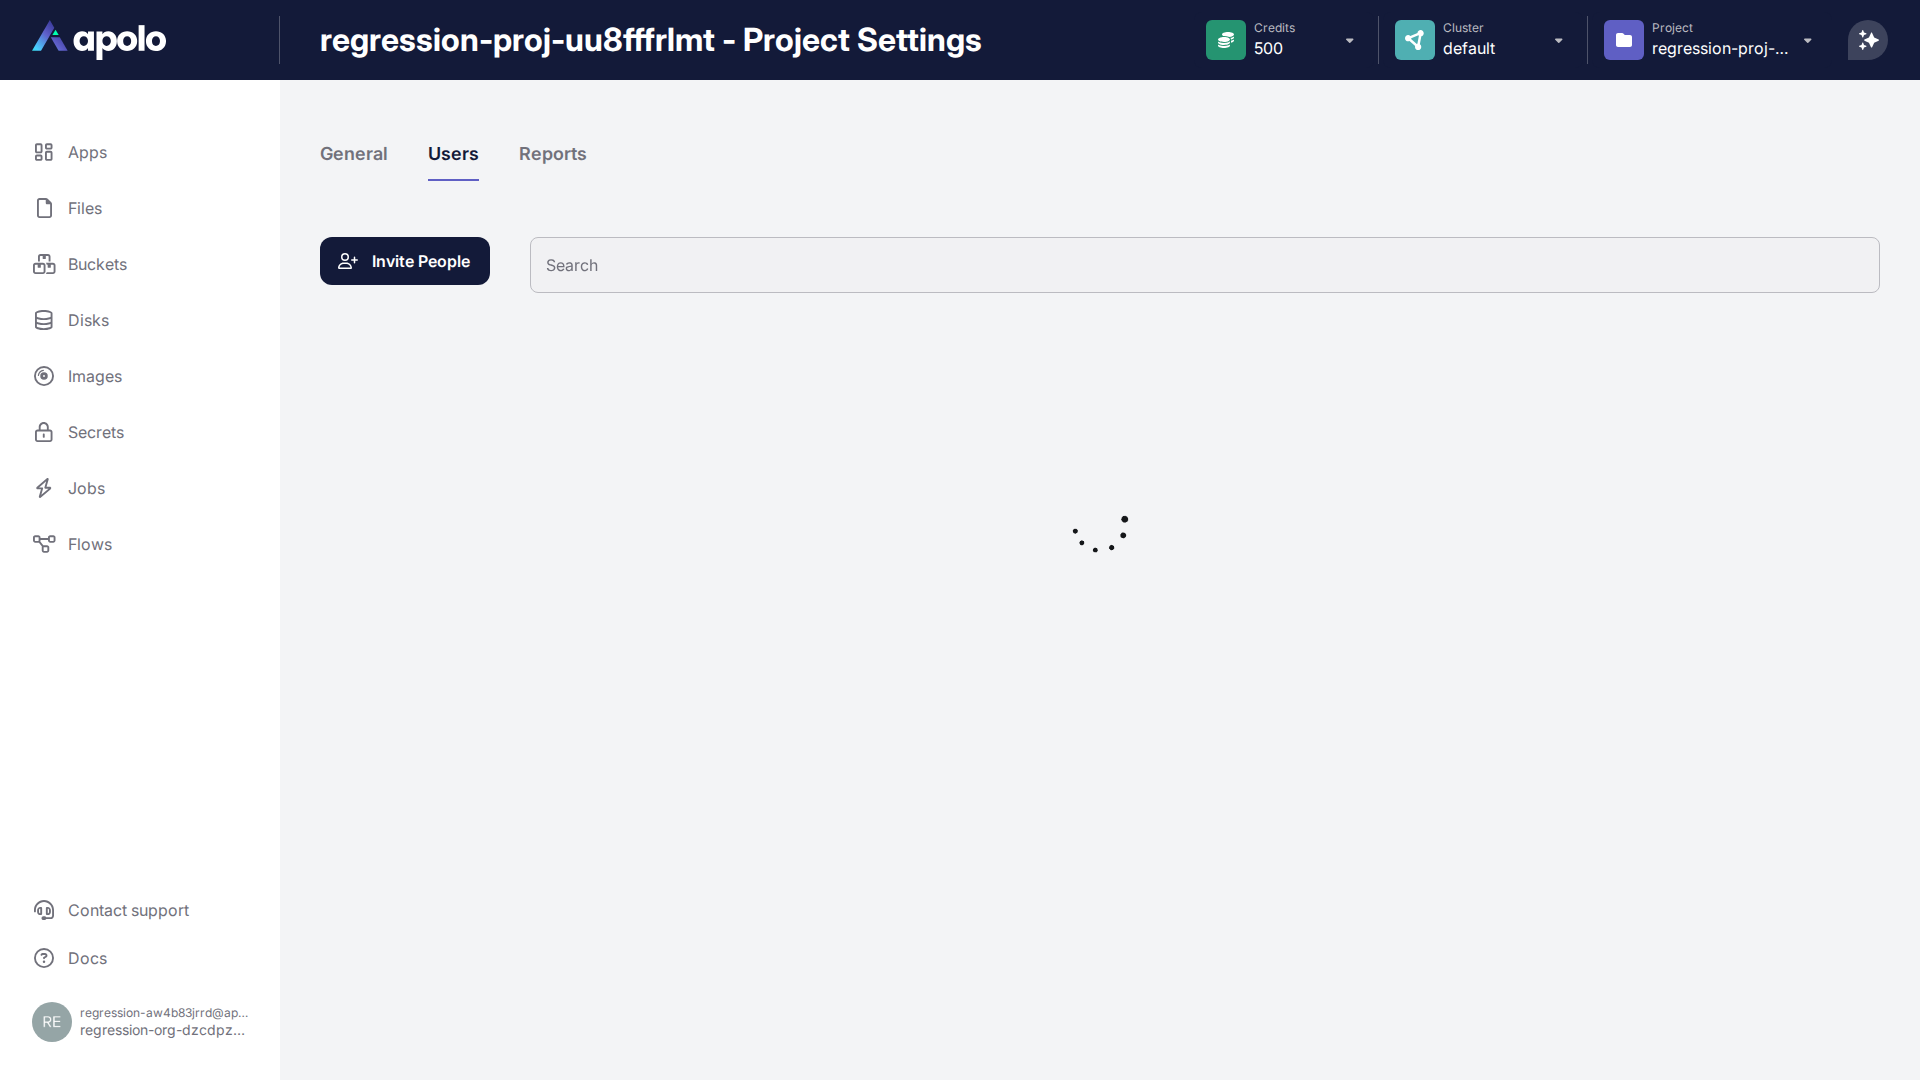 apolo
regression-proj-uu8fffrlmt - Project Settings
Credits
500
Cluster
default
Project
regression-proj-...
Apps
Files
Buckets
Disks
Images
Secrets
Jobs
Flows
General
Users
Reports
Invite People
Search
Contact support
Docs
RE
regression-aw4b83jrrd@ap...
regression-org-dzcdpz...